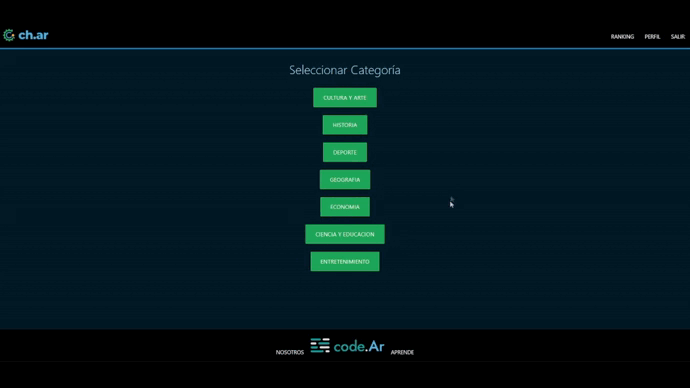 ch.ar
RANKING PERFIL SALIR
Seleccionar Categoría
CULTURA Y ARTE
HISTORIA
DEPORTE
GEOGRAFIA
ECONOMIA
CIENCIA Y EDUCACION
ENTRETENIMIENTO
NOSOTROS code.Ar APRENDE